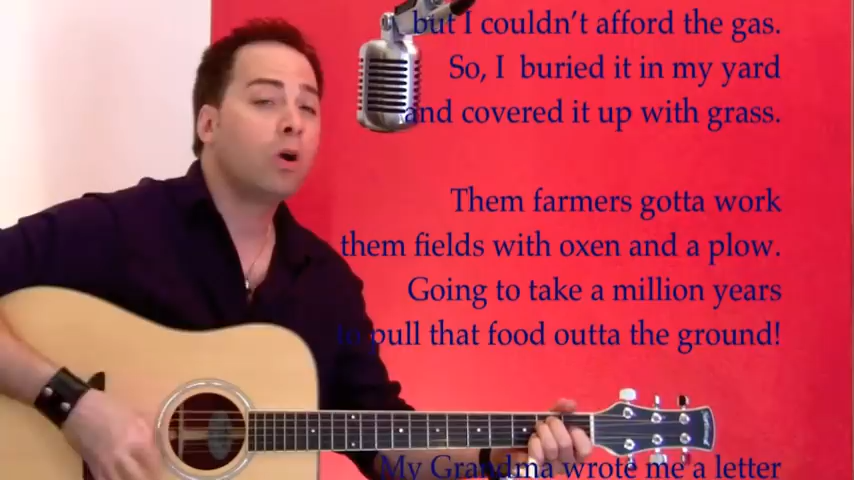 but I couldn't afford the gas.
So, I buried it in my yard
and covered it up with grass.
Them farmers gotta work
them fields with oxen and a plow.
Going to take a million years
to pull that food outta the ground!
My Grandma wrote me a letter